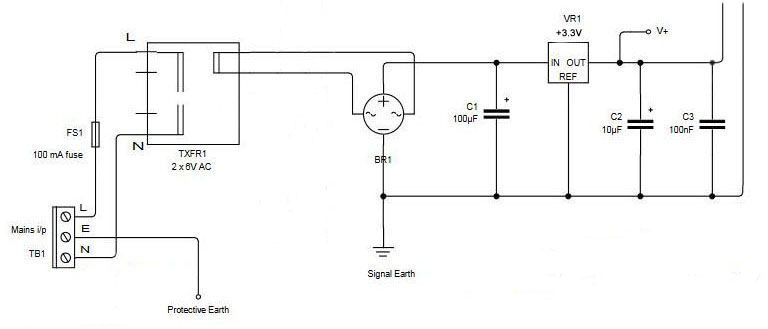 L
VR1
+3.3V
V+
IN OUT
REF
+
C1
100µF
+
C2
10µF
C3
100nF
FS1
100 mA fuse
N
TXFR1
2 x 6V AC
+
~ ~
−
BR1
L
Mains i/p
E
TB1
N
Signal Earth
Protective Earth